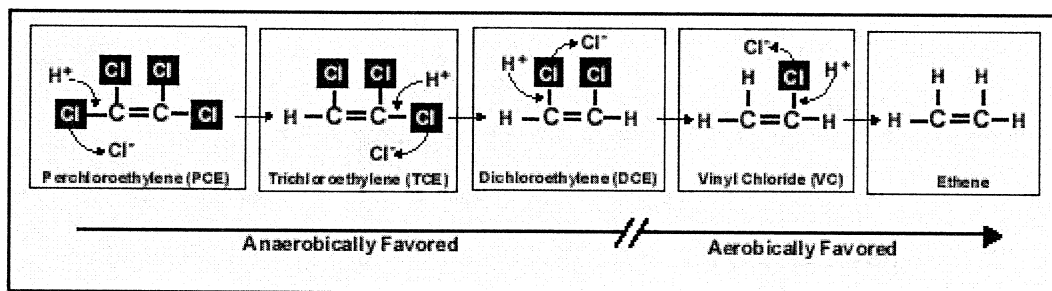 H⁺ Cl Cl
Cl C=C Cl
Cl⁻
Perchloroethylene (PCE)
Cl Cl H⁺
H C=C Cl
Cl⁻
Trichloroethylene (TCE)
Cl⁻
H⁺ Cl Cl
H C=C H
Dichloroethylene (DCE)
Cl⁻
H Cl H⁺
H C=C H
Vinyl Chloride (VC)
H H
H C=C H
Ethene
Anaerobically Favored
Aerobically Favored